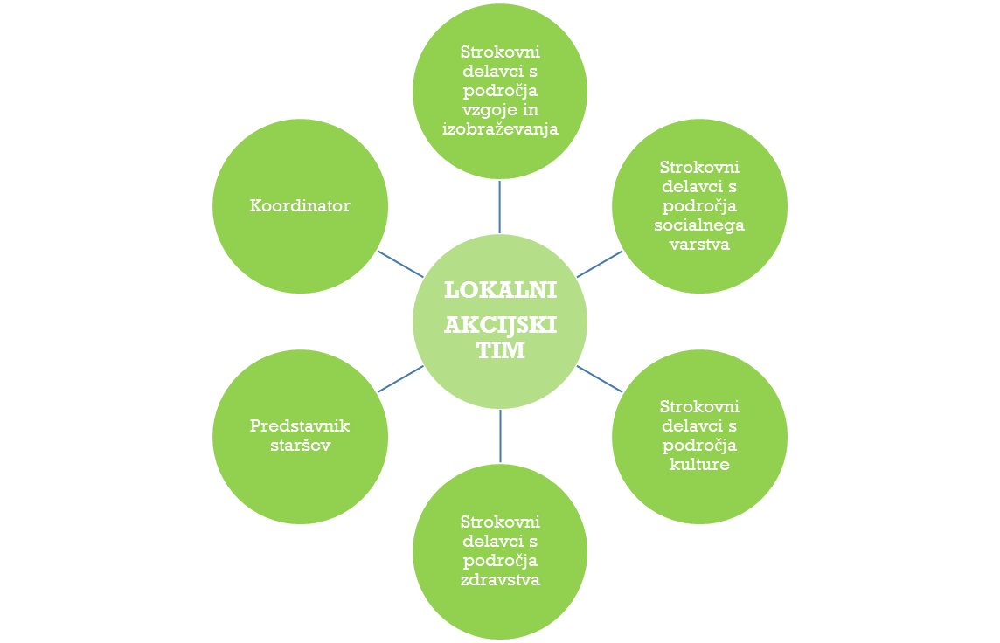 Strokovni
delavci s
področja
vzgoje in
izobraževanja
Strokovni
delavci s
področja
socialnega
varstva
Strokovni
delavci s
področja
kulture
Strokovni
delavci s
področja
zdravstva
Predstavnik
staršev
Koordinator
LOKALNI
AKCIJSKI
TIM